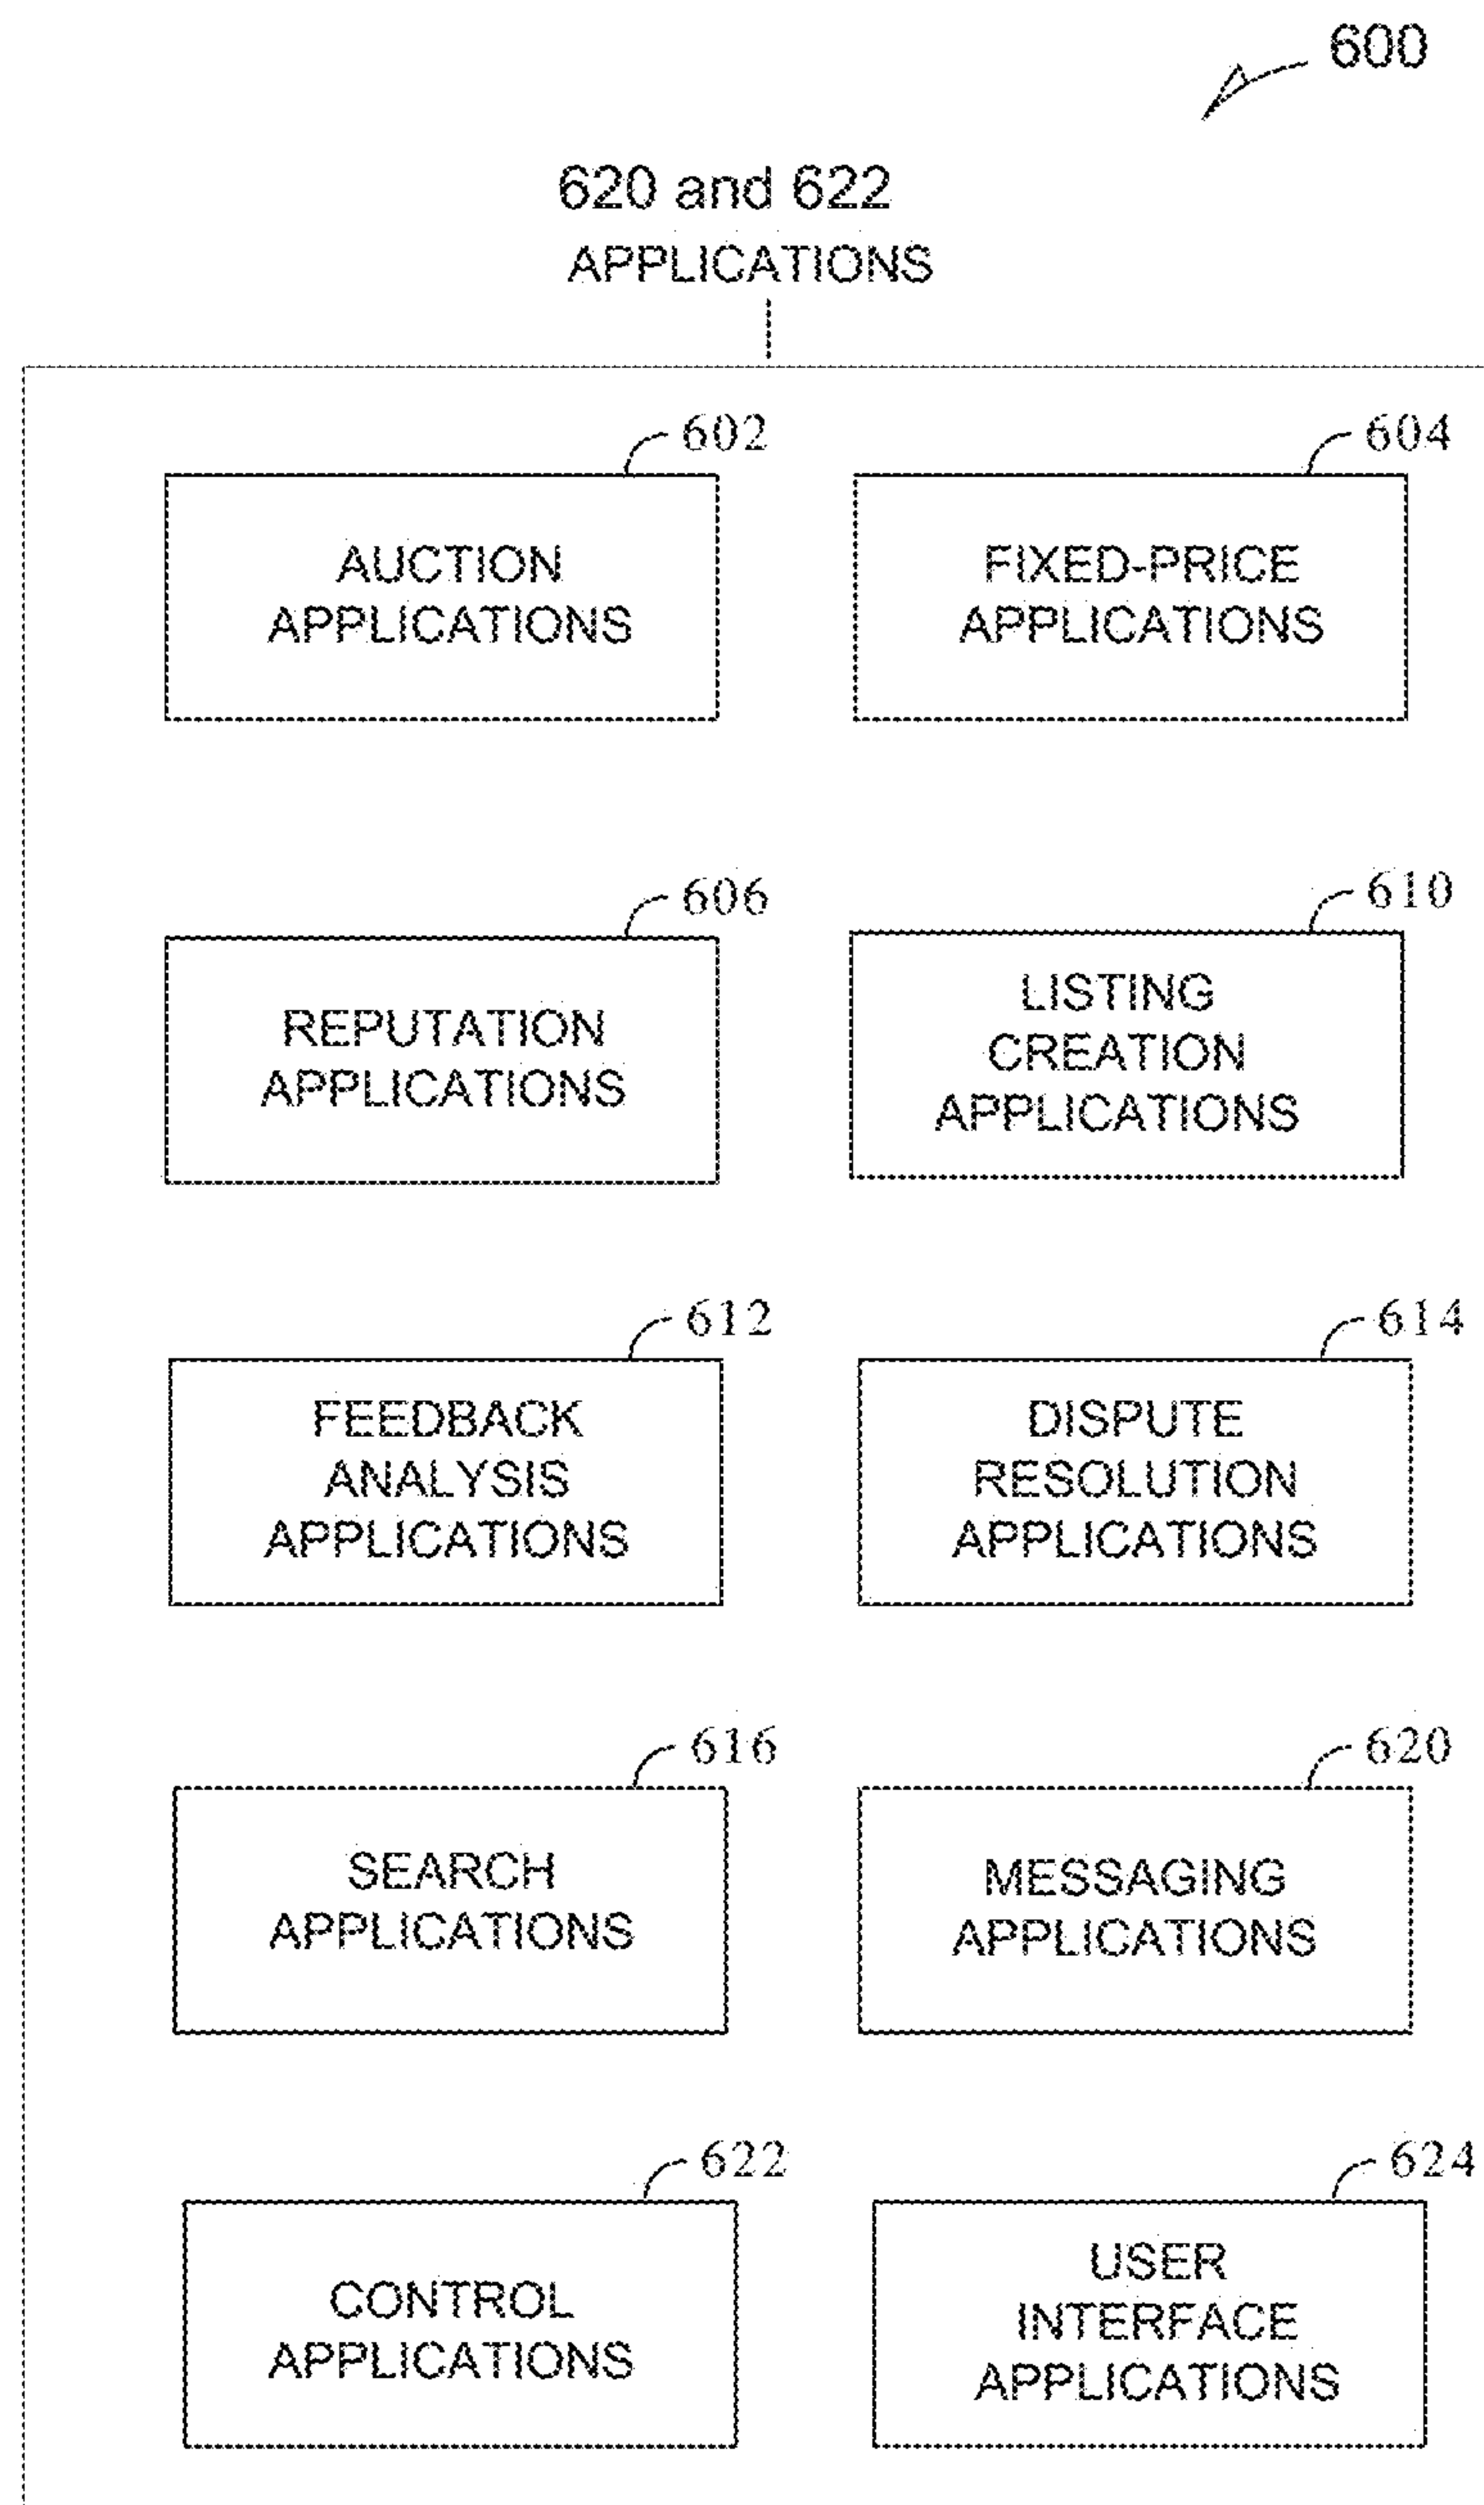 600
620 and 622
APPLICATIONS
602
AUCTION
APPLICATIONS
604
FIXED-PRICE
APPLICATIONS
606
REPUTATION
APPLICATIONS
610
LISTING
CREATION
APPLICATIONS
612
FEEDBACK
ANALYSIS
APPLICATIONS
614
DISPUTE
RESOLUTION
APPLICATIONS
616
SEARCH
APPLICATIONS
620
MESSAGING
APPLICATIONS
622
CONTROL
APPLICATIONS
624
USER
INTERFACE
APPLICATIONS